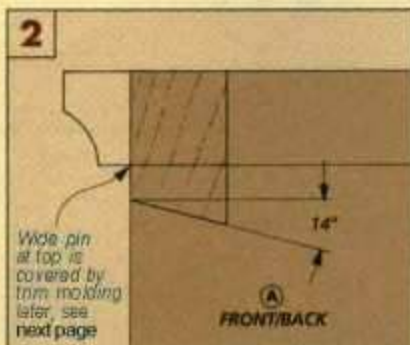 2
Wide pin
at top is
covered by
trim molding
later, see
next page
14°
A
FRONT/BACK